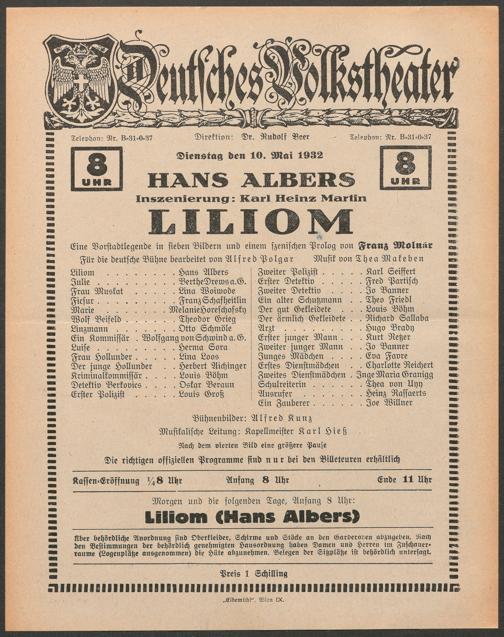 Deutsches Volkstheater
Telephon: Nr. B-31-0-37 Direktion: Dr. Rudolf Beer Telephon: Nr. B-31-0-37
8 UHR
Dienstag den 10. Mai 1932
8 UHR
HANS ALBERS
Inszenierung: Karl Heinz Martin
LILIOM
Eine Vorstadtlegende in sieben Bildern und einem szenischen Prolog von Franz Molnár
Für die deutsche Bühne bearbeitet von Alfred Polgar Musik von Thea Makeben
Liliom . . . . . . . . Hans Albers
Julie . . . . . . . . Berthe Drews a. G.
Frau Muskat . . . . . Lina Woiwode
Ficsur . . . . . . . . Franz Schafheitlin
Marie . . . . . . . . Melanie Horeschofsky
Wolf Beifeld . . . . . Theodor Grieg
Linzmann . . . . . . Otto Schmöle
Ein Kommissär . Wolfgang von Schwind a. G.
Luise . . . . . . . . Herma Sora
Frau Hollunder . . . . Lina Loos
Der junge Hollunder . . Herbert Aichinger
Kriminalkommissär . . . Louis Böhm
Detektiv Berkovics . . . Oskar Beraun
Erster Polizist . . . . Louis Groß
Zweiter Polizist . . . . Karl Seiffert
Erster Detektiv . . . . Fred Partisch
Zweiter Detektiv . . . . Jo Banner
Ein alter Schutzmann . . Theo Friedl
Der gut Gekleidete . . . Louis Böhm
Der ärmlich Gekleidete . . Richard Sallaba
Arzt . . . . . . . . Hugo Brady
Erster junger Mann . . . Kurt Netzer
Zweiter junger Mann . . Jo Banner
Junges Mädchen . . . . Eva Favre
Erstes Dienstmädchen . . Charlotte Reichert
Zweites Dienstmädchen . Inge Maria Granigg
Schulreiterin . . . . . Thea von Uyy
Ausrufer . . . . . . Heinz Rassaerts
Ein Zauberer . . . . . Joe Willner
Bühnenbilder: Alfred Kunz
Musikalische Leitung: Kapellmeister Karl Hieß
Nach dem vierten Bild eine größere Pause
Die richtigen offiziellen Programme sind nur bei den Billeteuren erhältlich
Kassen-Eröffnung ½8 Uhr Anfang 8 Uhr Ende 11 Uhr
Morgen und die folgenden Tage, Anfang 8 Uhr:
Liliom (Hans Albers)
Über behördliche Anordnung sind Oberkleider, Schirme und Stöcke an den Garderoben abzugeben. Nach
den Bestimmungen der behördlich genehmigten Hausordnung haben Damen und Herren im Zuschauer-
raume (Logenplätze ausgenommen) die Hüte abzunehmen. Belegen der Sitzplätze ist behördlich untersagt.
Preis 1 Schilling
„Eldemühl“, Wien IX.